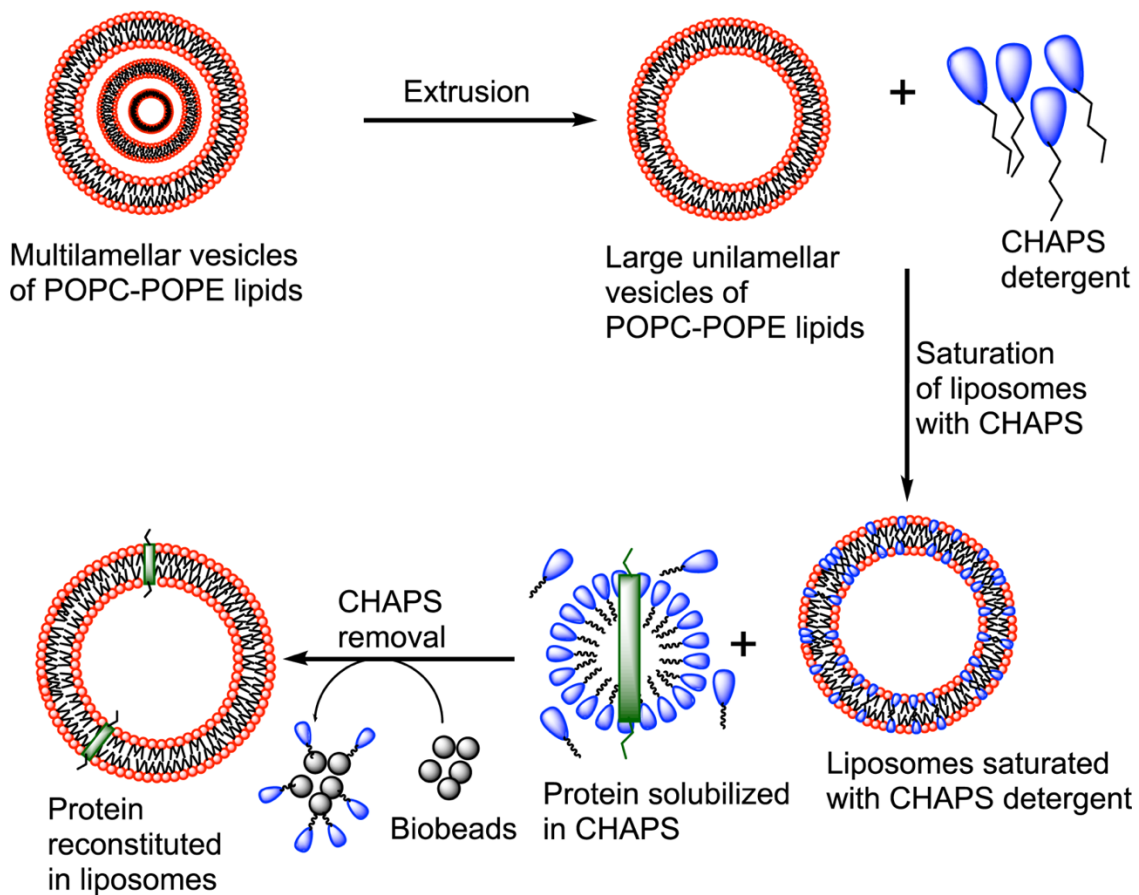 Extrusion
+
Multilamellar vesicles
of POPC-POPE lipids
Large unilamellar
vesicles of
POPC-POPE lipids
CHAPS
detergent
Saturation
of liposomes
with CHAPS
CHAPS
removal
+
Protein
reconstituted
in liposomes
Biobeads
Protein solubilized
in CHAPS
Liposomes saturated
with CHAPS detergent